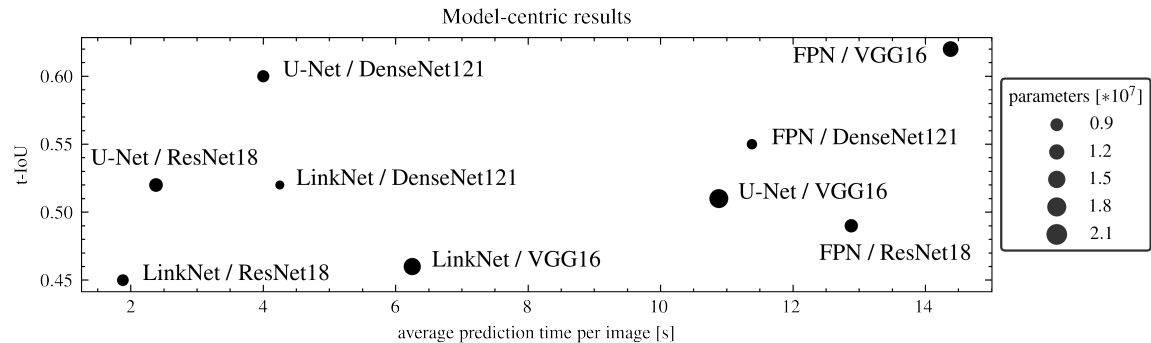 Model-centric results
t-IoU
0.60
0.55
0.50
0.45
U-Net / DenseNet121
FPN / VGG16
FPN / DenseNet121
U-Net / ResNet18
LinkNet / DenseNet121
U-Net / VGG16
FPN / ResNet18
LinkNet / VGG16
LinkNet / ResNet18
2 4 6 8 10 12 14
average prediction time per image [s]
parameters [*10^7]
0.9
1.2
1.5
1.8
2.1